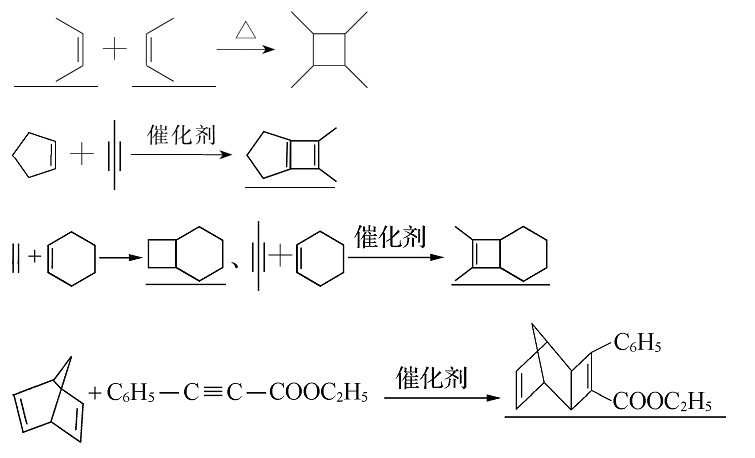 + △
+ 催化剂
+ 、 + 催化剂
C₆H₅
+ C₆H₅—C≡C—COOC₂H₅ 催化剂
COOC₂H₅